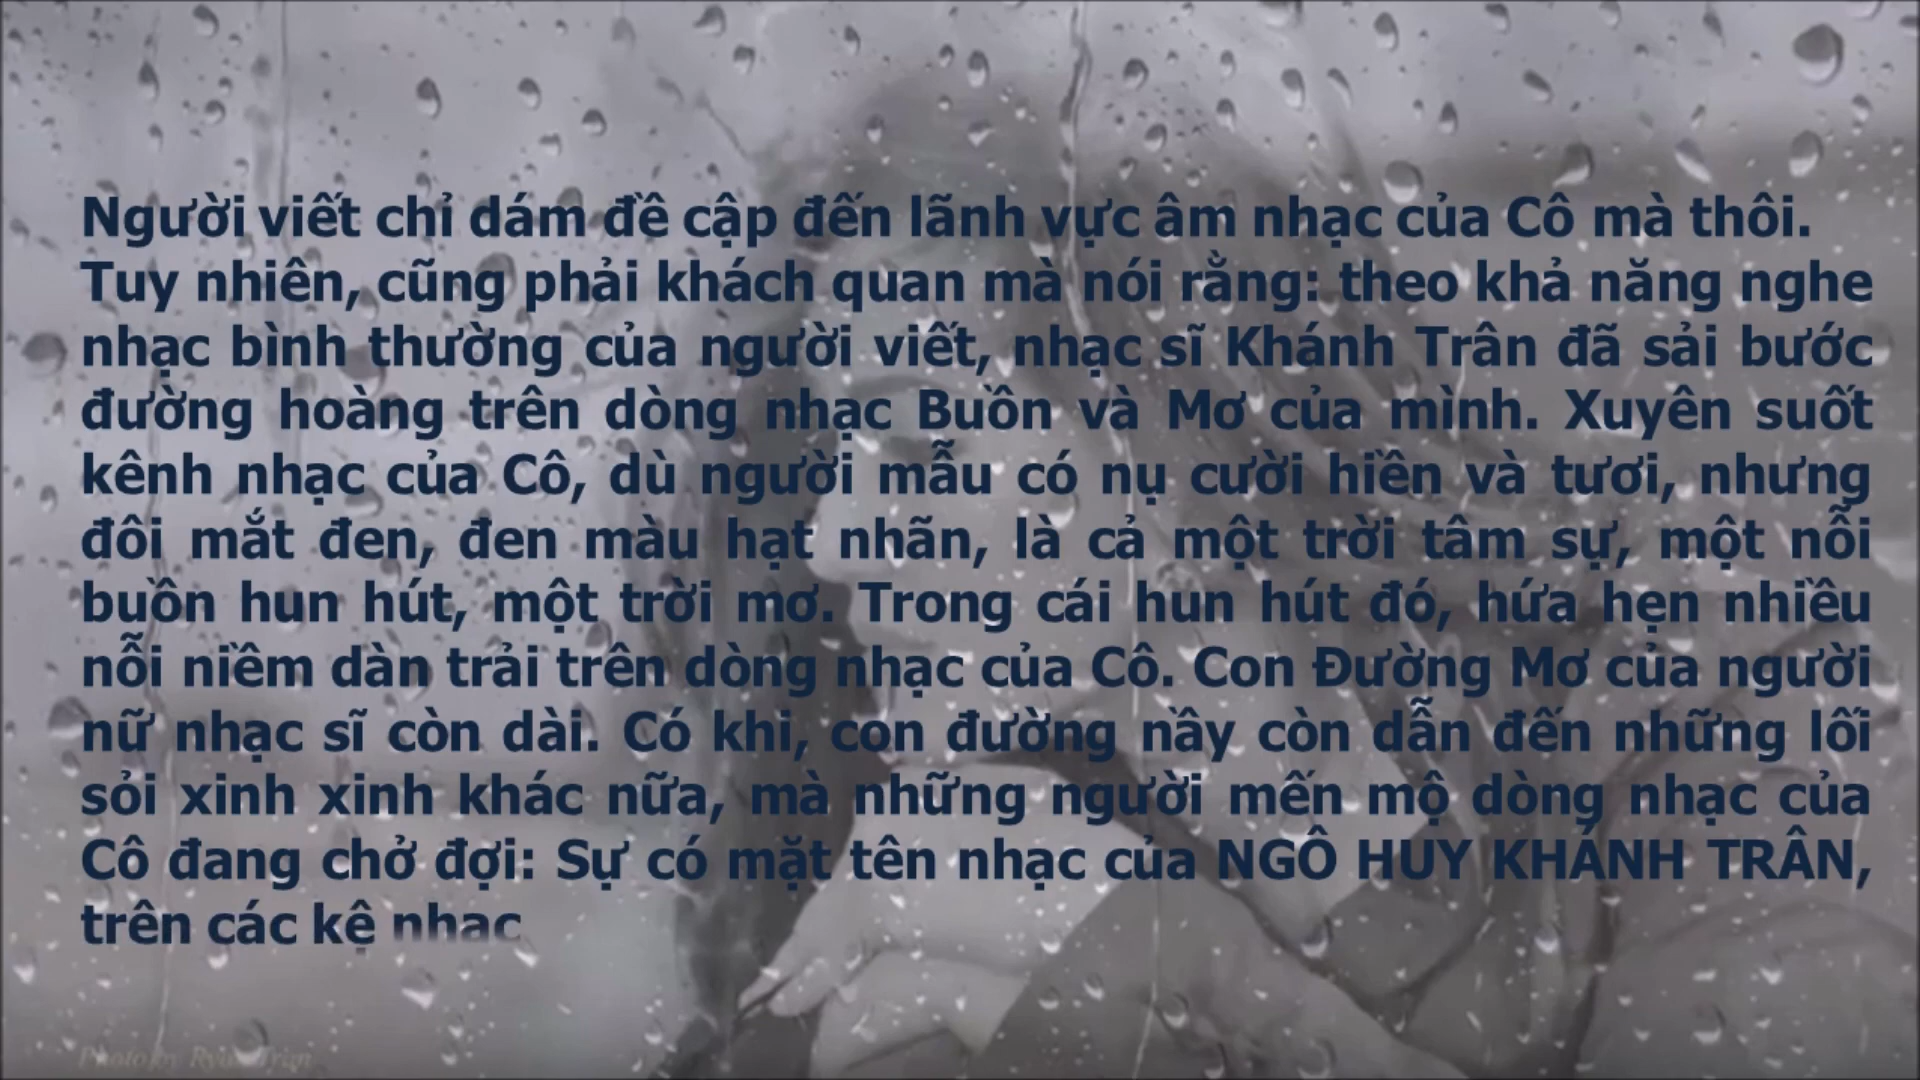 Người viết chỉ dám đề cập đến lãnh vực âm nhạc của Cô mà thôi.
Tuy nhiên, cũng phải khách quan mà nói rằng: theo khả năng nghe
nhạc bình thường của người viết, nhạc sĩ Khánh Trân đã sải bước
đường hoàng trên dòng nhạc Buồn và Mơ của mình. Xuyên suốt
kênh nhạc của Cô, dù người mẫu có nụ cười hiền và tươi, nhưng
đôi mắt đen, đen màu hạt nhãn, là cả một trời tâm sự, một nỗi
buồn hun hút, một trời mơ. Trong cái hun hút đó, hứa hẹn nhiều
nỗi niềm dàn trải trên dòng nhạc của Cô. Con Đường Mơ của người
nữ nhạc sĩ còn dài. Có khi, con đường nầy còn dẫn đến những lối
sỏi xinh xinh khác nữa, mà những người mến mộ dòng nhạc của
Cô đang chở đợi: Sự có mặt tên nhạc của NGÔ HUY KHÁNH TRÂN,
trên các kệ nhạc
Photo by Ryan Tran